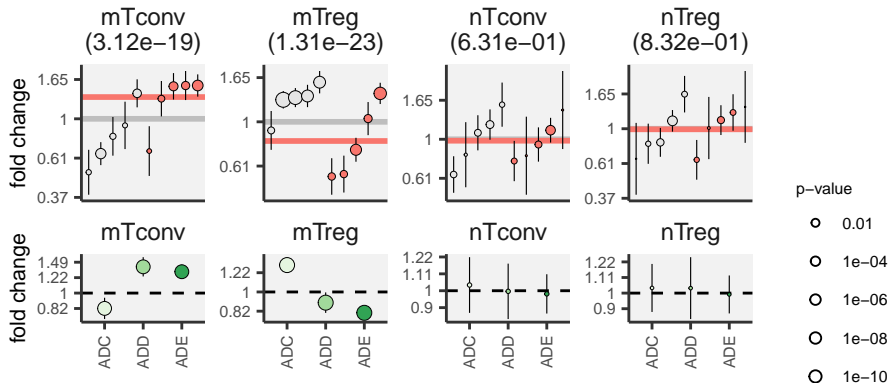 mTconv
(3.12e−19)
mTreg
(1.31e−23)
nTconv
(6.31e−01)
nTreg
(8.32e−01)
fold change
1.65
1
0.61
0.37
1.65
1
0.61
1.65
1
0.61
1.65
1
0.61
0.37
mTconv
mTreg
nTconv
nTreg
fold change
1.49
1.22
1
0.82
1.22
1
0.82
1.22
1.11
1
0.9
1.22
1.11
1
0.9
ADC
ADD
ADE
ADC
ADD
ADE
ADC
ADD
ADE
ADC
ADD
ADE
p−value
0.01
1e−04
1e−06
1e−08
1e−10